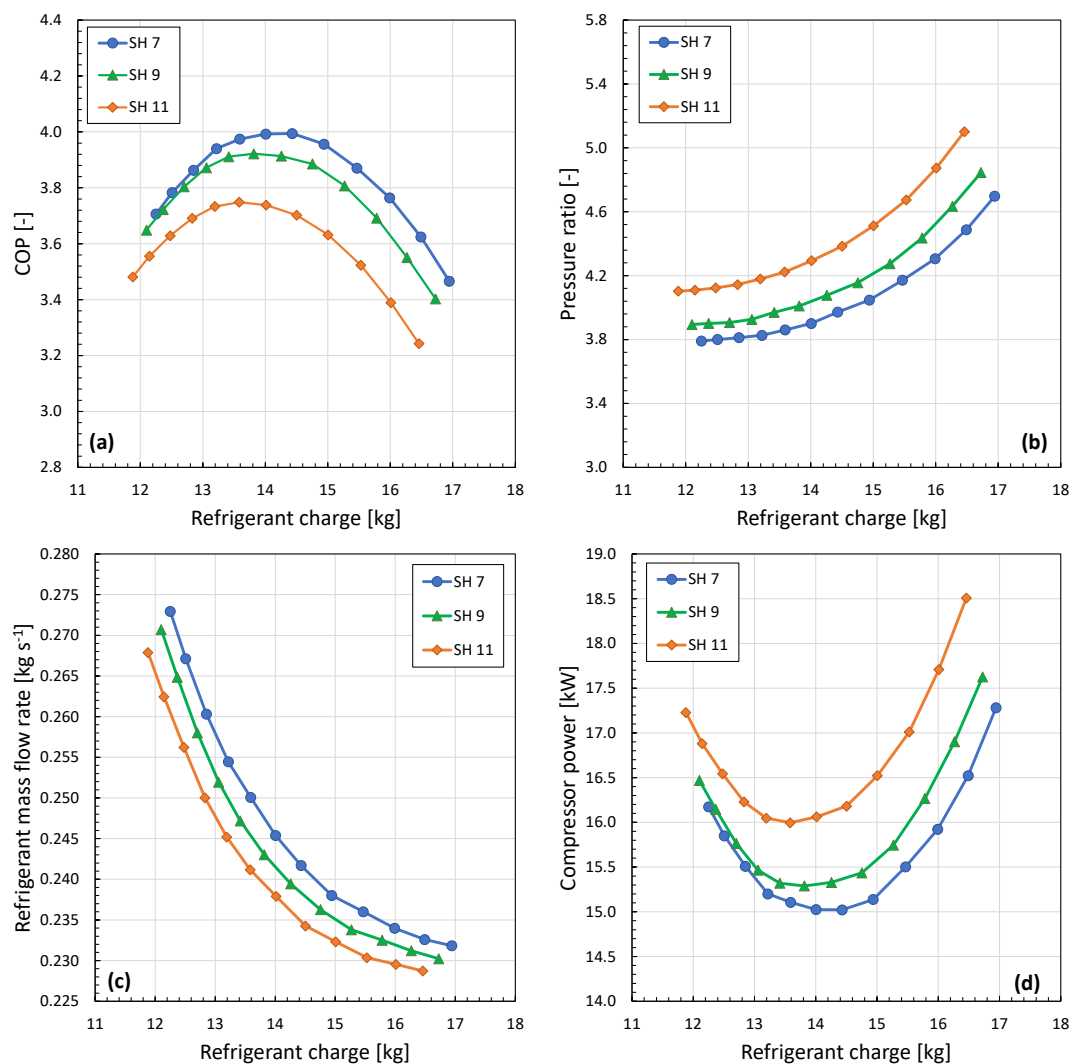 4.4
4.2
4.0
3.8
3.6
3.4
3.2
3.0
2.8
COP [-]
SH 7
SH 9
SH 11
(a)
11 12 13 14 15 16 17 18
Refrigerant charge [kg]
5.8
5.4
5.0
4.6
4.2
3.8
3.4
3.0
Pressure ratio [-]
SH 7
SH 9
SH 11
(b)
11 12 13 14 15 16 17 18
Refrigerant charge [kg]
0.280
0.275
0.270
0.265
0.260
0.255
0.250
0.245
0.240
0.235
0.230
0.225
Refrigerant mass flow rate [kg s⁻¹]
SH 7
SH 9
SH 11
(c)
11 12 13 14 15 16 17 18
Refrigerant charge [kg]
19.0
18.5
18.0
17.5
17.0
16.5
16.0
15.5
15.0
14.5
14.0
Compressor power [kW]
SH 7
SH 9
SH 11
(d)
11 12 13 14 15 16 17 18
Refrigerant charge [kg]